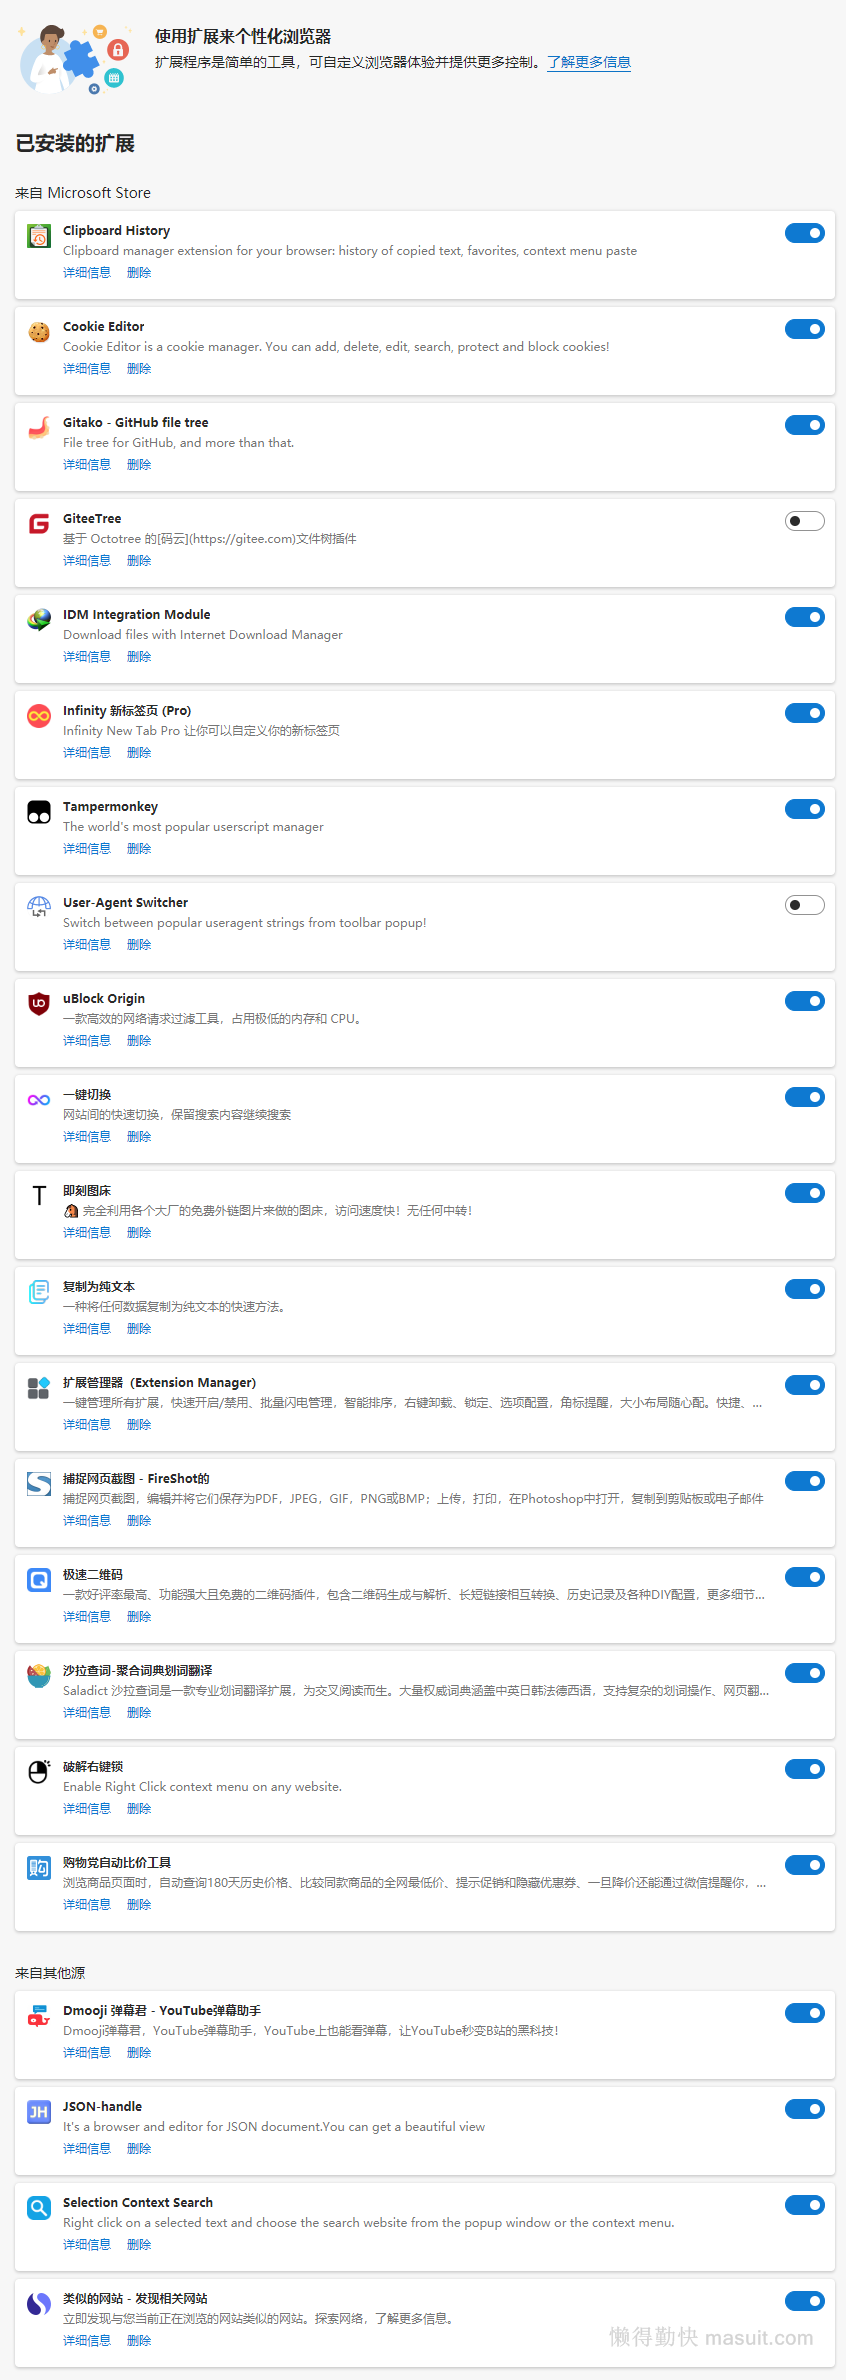 使用扩展来个性化浏览器
扩展程序是简单的工具，可自定义浏览器体验并提供更多控制。了解更多信息
已安装的扩展
来自 Microsoft Store
Clipboard History
Clipboard manager extension for your browser: history of copied text, favorites, context menu paste
详细信息 删除
Cookie Editor
Cookie Editor is a cookie manager. You can add, delete, edit, search, protect and block cookies!
详细信息 删除
Gitako - GitHub file tree
File tree for GitHub, and more than that.
详细信息 删除
GiteeTree
基于 Octotree 的[码云](https://gitee.com)文件树插件
详细信息 删除
IDM Integration Module
Download files with Internet Download Manager
详细信息 删除
Infinity 新标签页 (Pro)
Infinity New Tab Pro 让你可以自定义你的新标签页
详细信息 删除
Tampermonkey
The world's most popular userscript manager
详细信息 删除
User-Agent Switcher
Switch between popular useragent strings from toolbar popup!
详细信息 删除
uBlock Origin
一款高效的网络请求过滤工具，占用极低的内存和 CPU。
详细信息 删除
一键切换
网站间的快速切换，保留搜索内容继续搜索
详细信息 删除
T
即刻图床
完全利用各个大厂的免费外链图片来做的图床，访问速度快！无任何中转！
详细信息 删除
复制为纯文本
一种将任何数据复制为纯文本的快速方法。
详细信息 删除
扩展管理器（Extension Manager）
一键管理所有扩展，快速开启/禁用、批量闪电管理，智能排序，右键卸载、锁定、选项配置，角标提醒，大小布局随心配。快捷、...
详细信息 删除
捕捉网页截图 - FireShot的
捕捉网页截图，编辑并将它们保存为PDF，JPEG，GIF，PNG或BMP；上传，打印，在Photoshop中打开，复制到剪贴板或电子邮件
详细信息 删除
极速二维码
一款好评率最高、功能强大且免费的二维码插件，包含二维码生成与解析、长短链接相互转换、历史记录及各种DIY配置，更多细节...
详细信息 删除
沙拉查词-聚合词典划词翻译
Saladict 沙拉查词是一款专业划词翻译扩展，为交叉阅读而生。大量权威词典涵盖中英日韩法德西语，支持复杂的划词操作、网页翻...
详细信息 删除
破解右键锁
Enable Right Click context menu on any website.
详细信息 删除
购
购物党自动比价工具
浏览商品页面时，自动查询180天历史价格、比较同款商品的全网最低价、提示促销和隐藏优惠券、一旦降价还能通过微信提醒你，...
详细信息 删除
来自其他源
Dmooji 弹幕君 - YouTube弹幕助手
Dmooji弹幕君，YouTube弹幕助手，YouTube上也能看弹幕，让YouTube秒变B站的黑科技！
详细信息 删除
JH
JSON-handle
It's a browser and editor for JSON document.You can get a beautiful view
详细信息 删除
Selection Context Search
Right click on a selected text and choose the search website from the popup window or the context menu.
详细信息 删除
类似的网站 - 发现相关网站
立即发现与您当前正在浏览的网站类似的网站。探索网络，了解更多信息。
详细信息 删除
懒得勤快 masuit.com